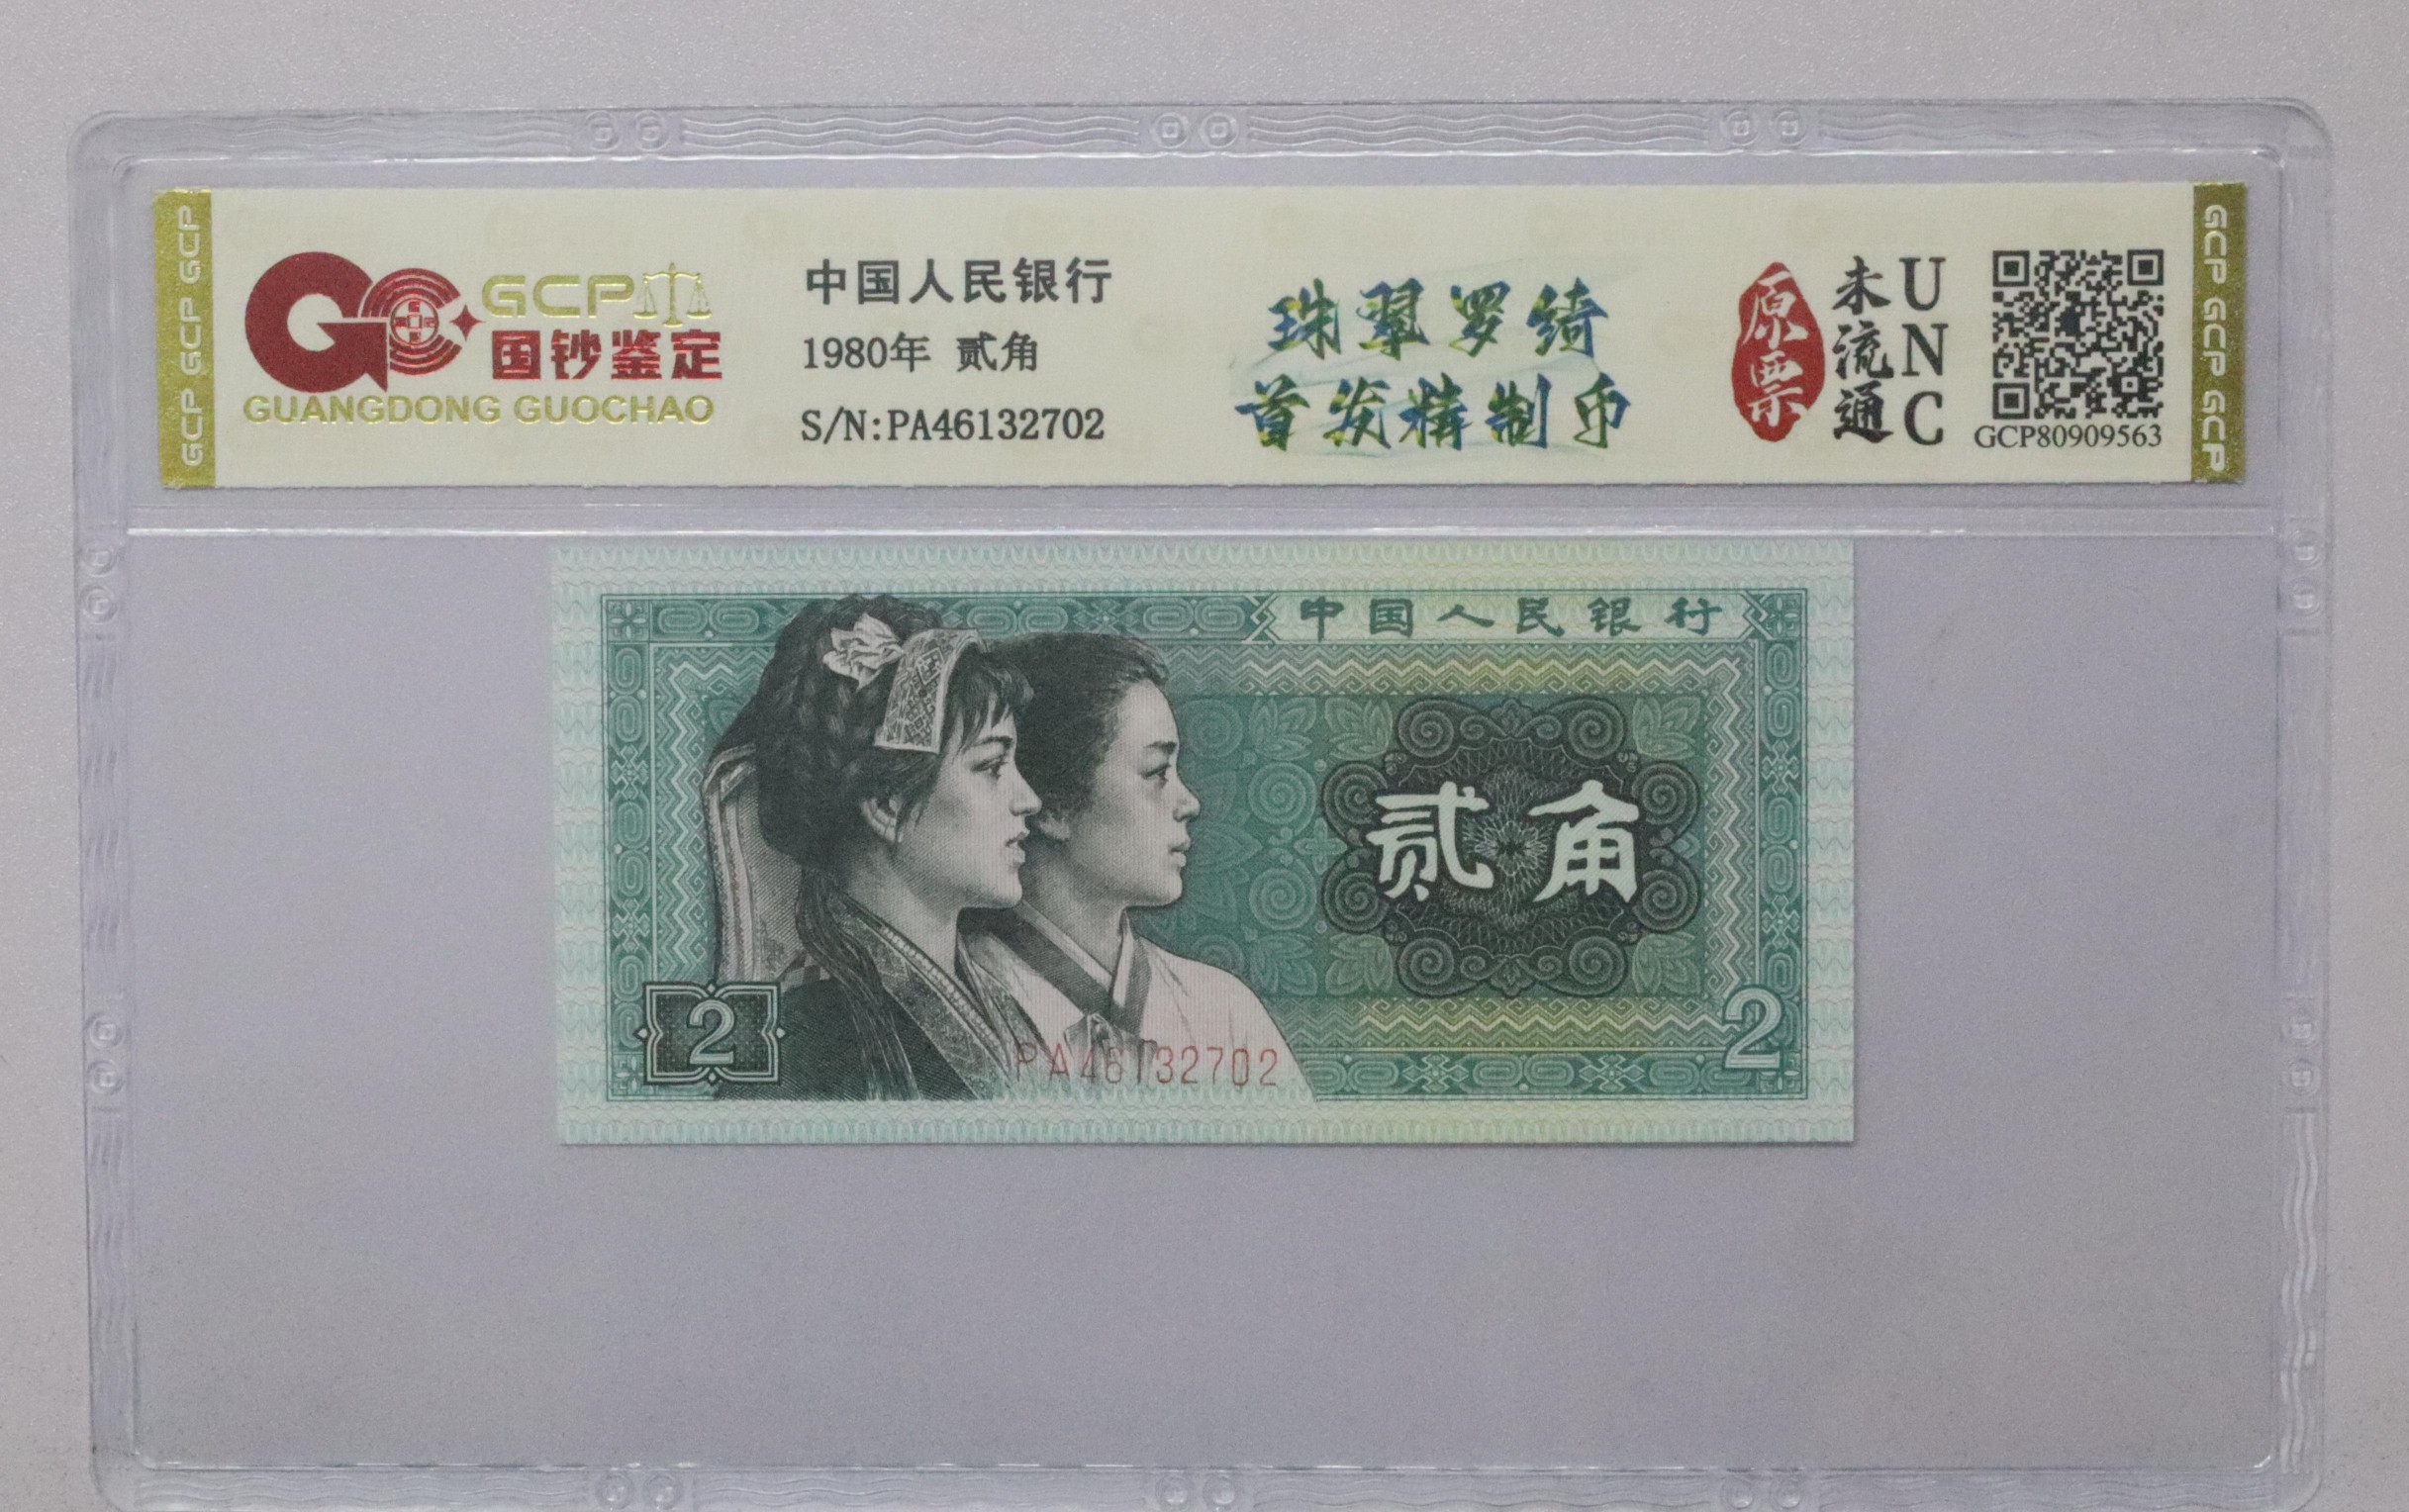 GCP GCP GCP
GCP
国钞鉴定
GUANGDONG GUOCHAO
中国人民银行
1980年 贰角
S/N:PA46132702
珠翠罗绮
首发精制币
原票
未流通
UNC
GCP80909563
GCP GCP GCP
中国人民银行
贰角
2
2
PA46132702